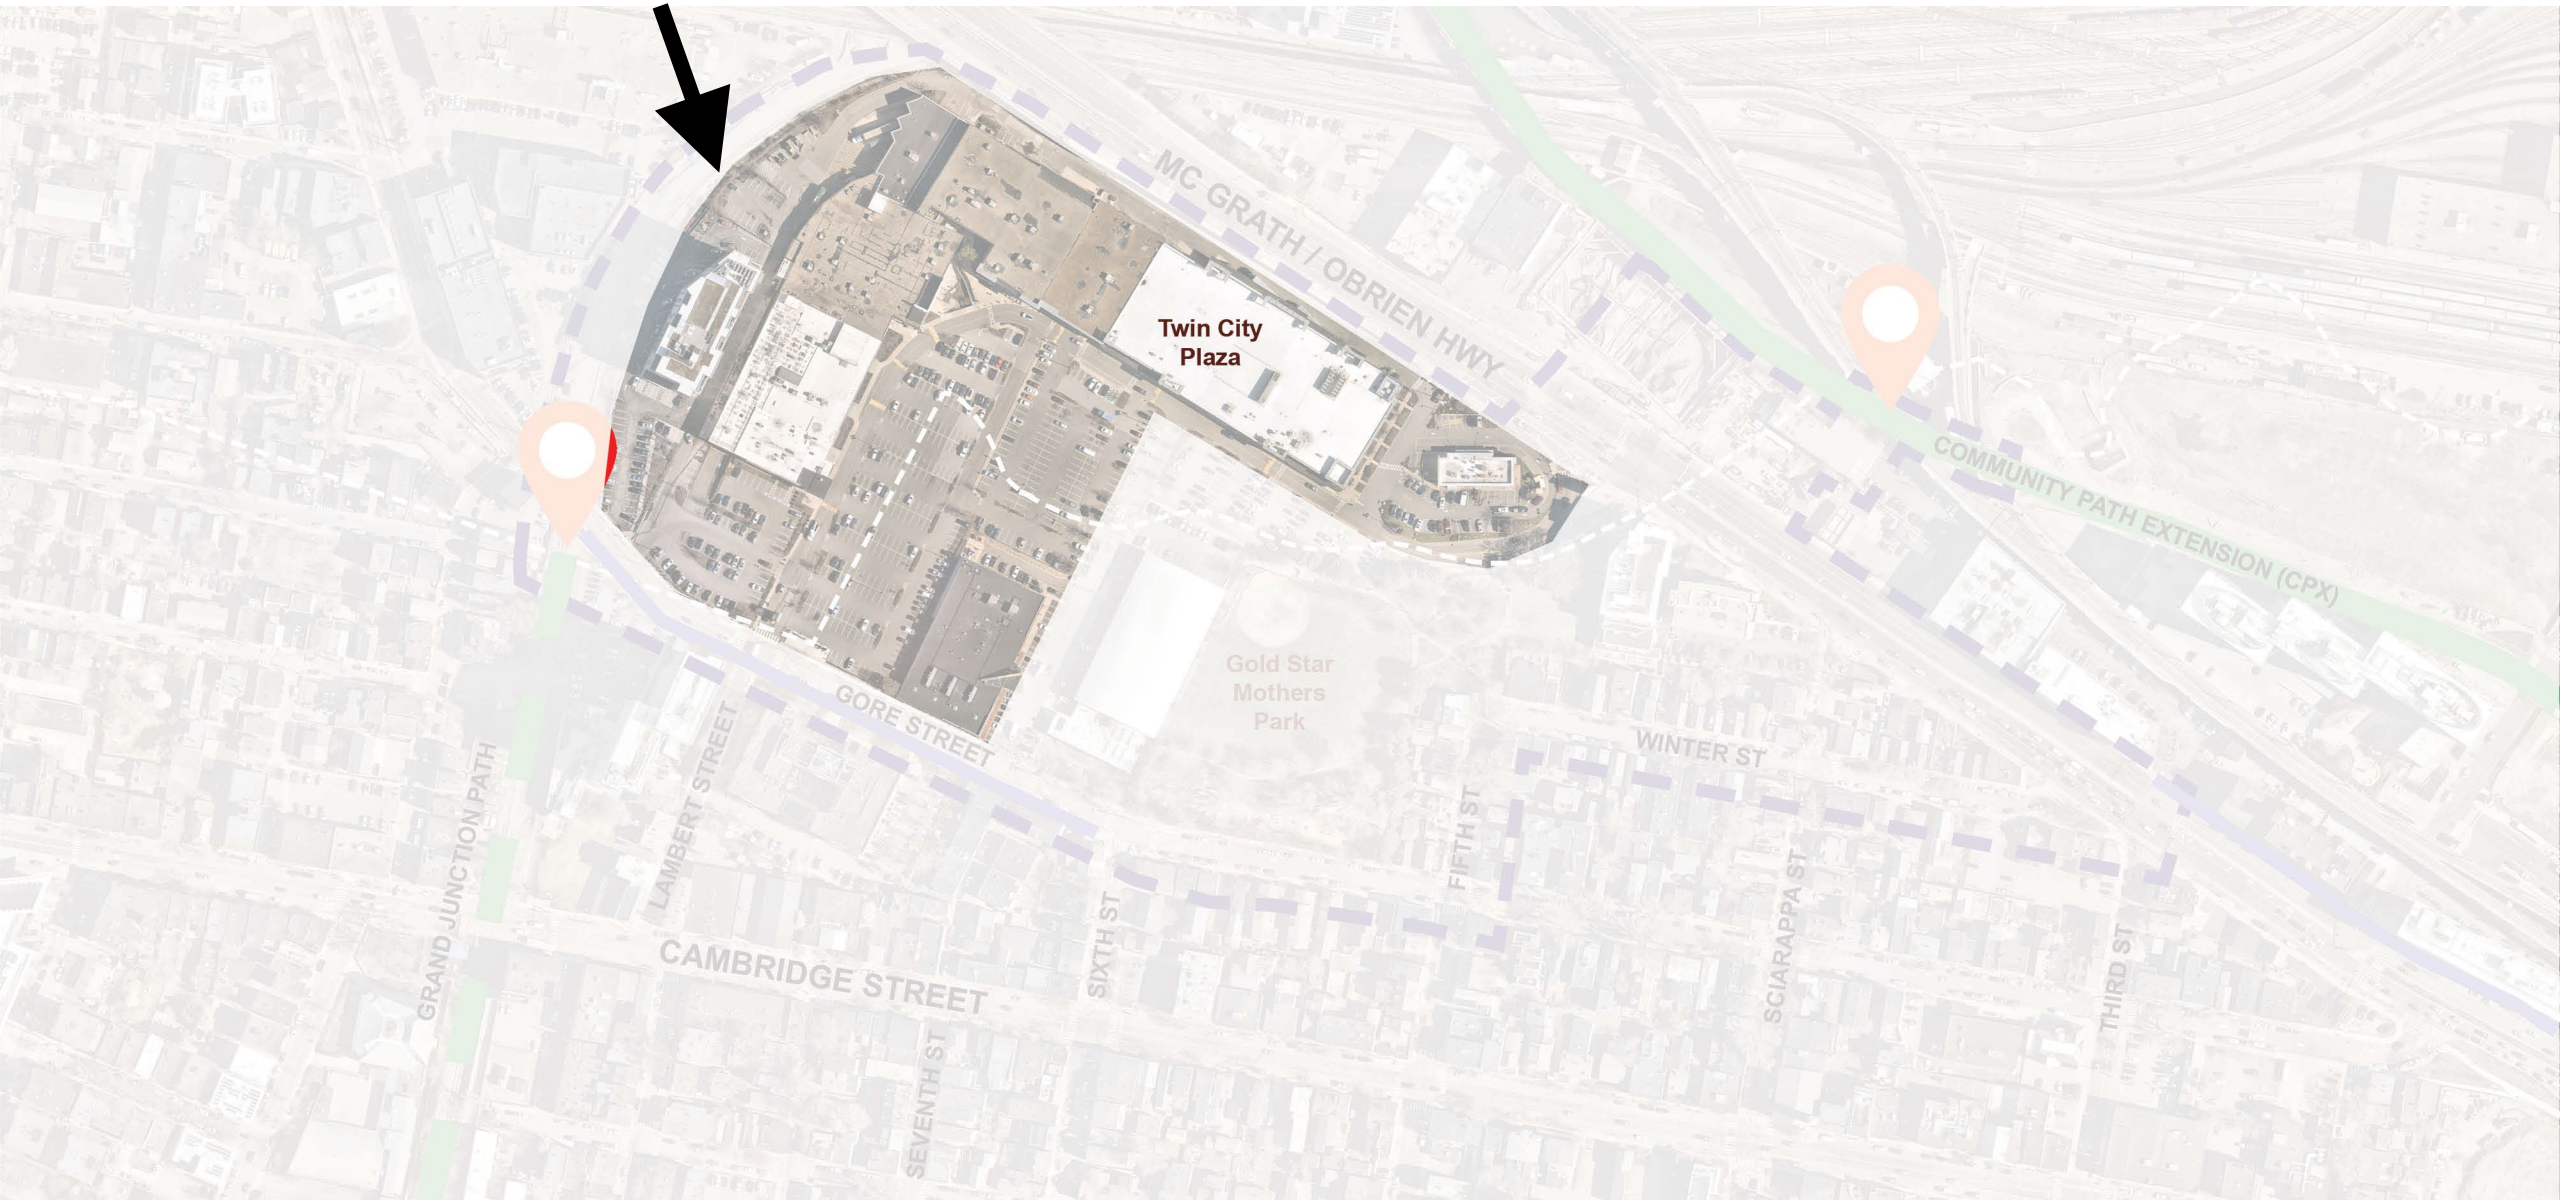 MC GRATH / OBRIEN HWY
Twin City
Plaza
COMMUNITY PATH EXTENSION (CPX)
Gold Star
Mothers
Park
GORE STREET
WINTER ST
GRAND JUNCTION PATH
LAMBERT STREET
FIFTH ST
SIXTH ST
SCIARAPPA ST
THIRD ST
CAMBRIDGE STREET
SEVENTH ST